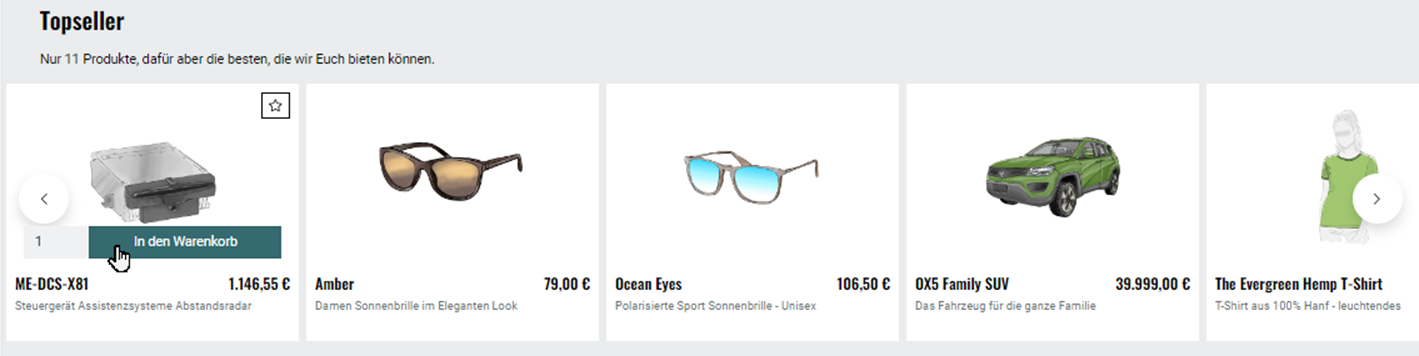 Topseller
Nur 11 Produkte, dafür aber die besten, die wir Euch bieten können.
1
In den Warenkorb
ME-DCS-X81 1.146,55 €
Steuergerät Assistenzsysteme Abstandsradar
Amber 79,00 €
Damen Sonnenbrille im Eleganten Look
Ocean Eyes 106,50 €
Polarisierte Sport Sonnenbrille - Unisex
OX5 Family SUV 39.999,00 €
Das Fahrzeug für die ganze Familie
The Evergreen Hemp T-Shirt
T-Shirt aus 100% Hanf - leuchtendes